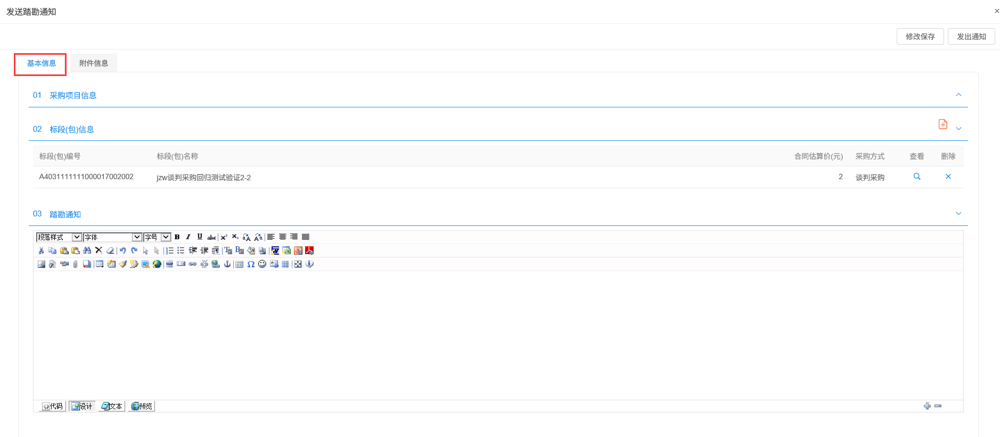 发送踏勘通知
×
修改保存 发出通知
基本信息 附件信息
01 采购项目信息
02 标段(包)信息
标段(包)编号 标段(包)名称 合同估算价(元) 采购方式 查看 删除
A4031111111000017002002 jzw谈判采购回归测试验证2-2 2 谈判采购
03 踏勘通知
段落样式 字体 字号 B I U abc
代码 设计 文本 预览